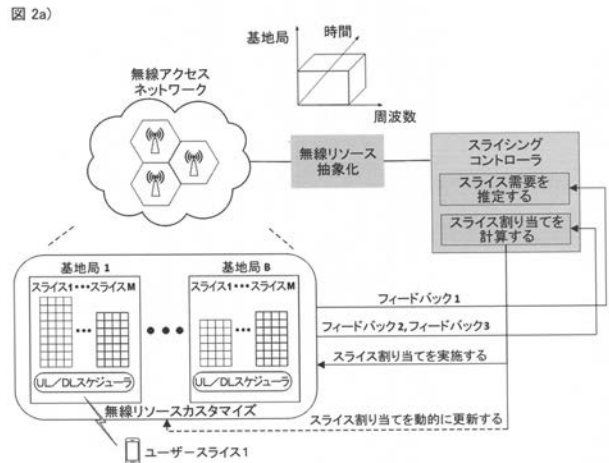 図 2a)
基地局
時間
周波数
無線アクセス
ネットワーク
無線リソース
抽象化
スライシング
コントローラ
スライス需要を
推定する
スライス割り当てを
計算する
基地局 1
スライス1・・・スライスM
・・・
UL/DLスケジューラ
基地局 B
スライス1・・・スライスM
・・・
UL/DLスケジューラ
無線リソースカスタマイズ
フィードバック1
フィードバック2,フィードバック3
スライス割り当てを実施する
スライス割り当てを動的に更新する
ユーザースライス1